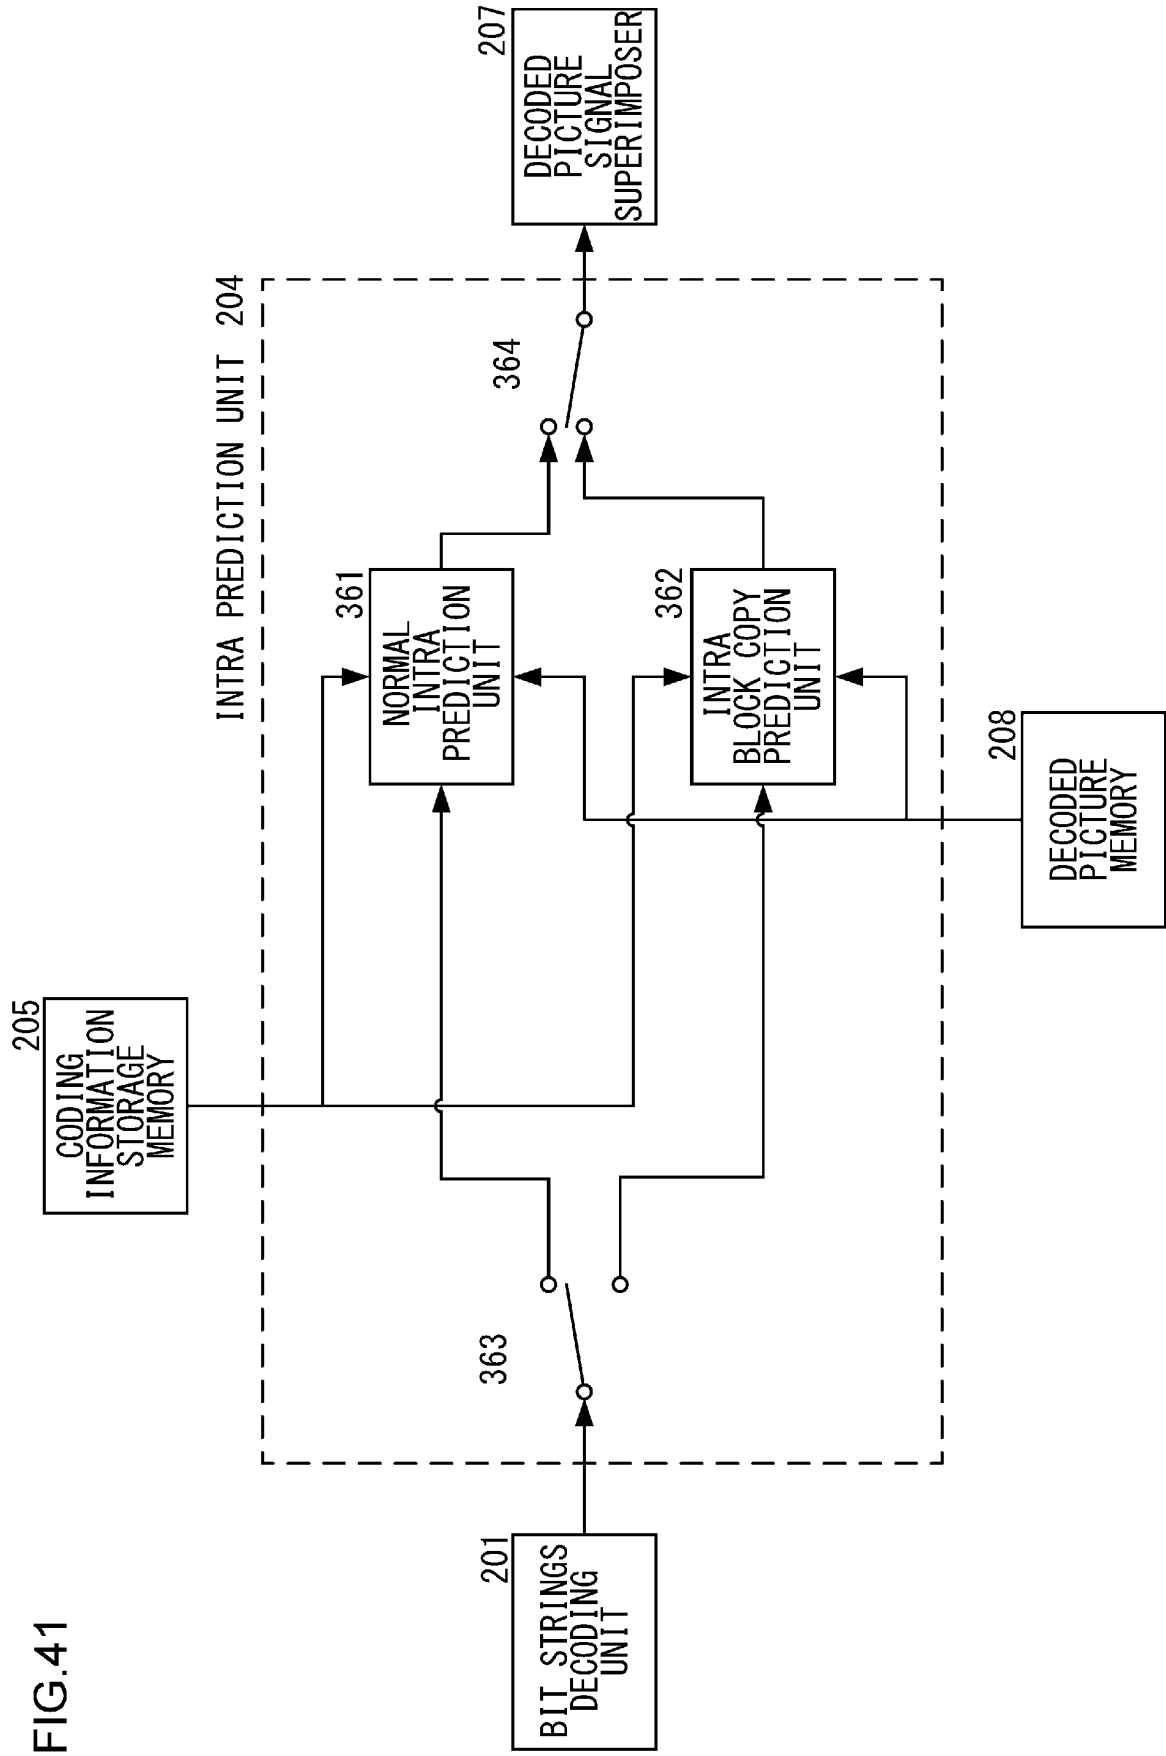 FIG.41
205
CODING
INFORMATION
STORAGE
MEMORY
INTRA PREDICTION UNIT 204
361
NORMAL
INTRA
PREDICTION
UNIT
201
BIT STRINGS
DECODING
UNIT
363
364
207
DECODED
PICTURE
SIGNAL
SUPERIMPOSER
362
INTRA
BLOCK COPY
PREDICTION
UNIT
208
DECODED
PICTURE
MEMORY